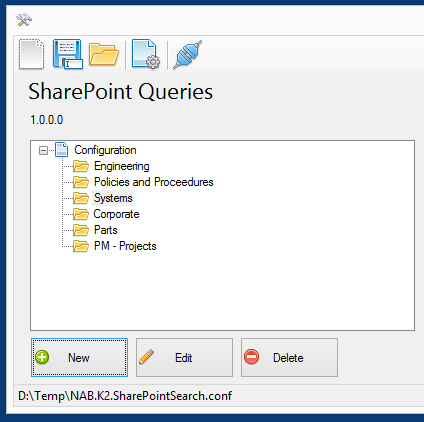 SharePoint Queries
1.0.0.0
Configuration
Engineering
Policies and Proceedures
Systems
Corporate
Parts
PM - Projects
New Edit Delete
D:\Temp\NAB.K2.SharePointSearch.conf